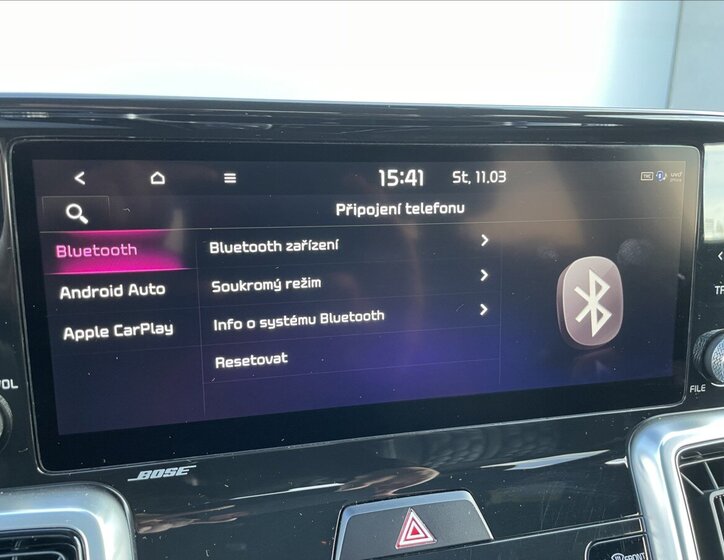 15:41
St, 11.03
Připojení telefonu
Bluetooth
Android Auto
Apple CarPlay
Bluetooth zařízení
Soukromý režim
Info o systému Bluetooth
Resetovat
FILE
BOSE
FRONT